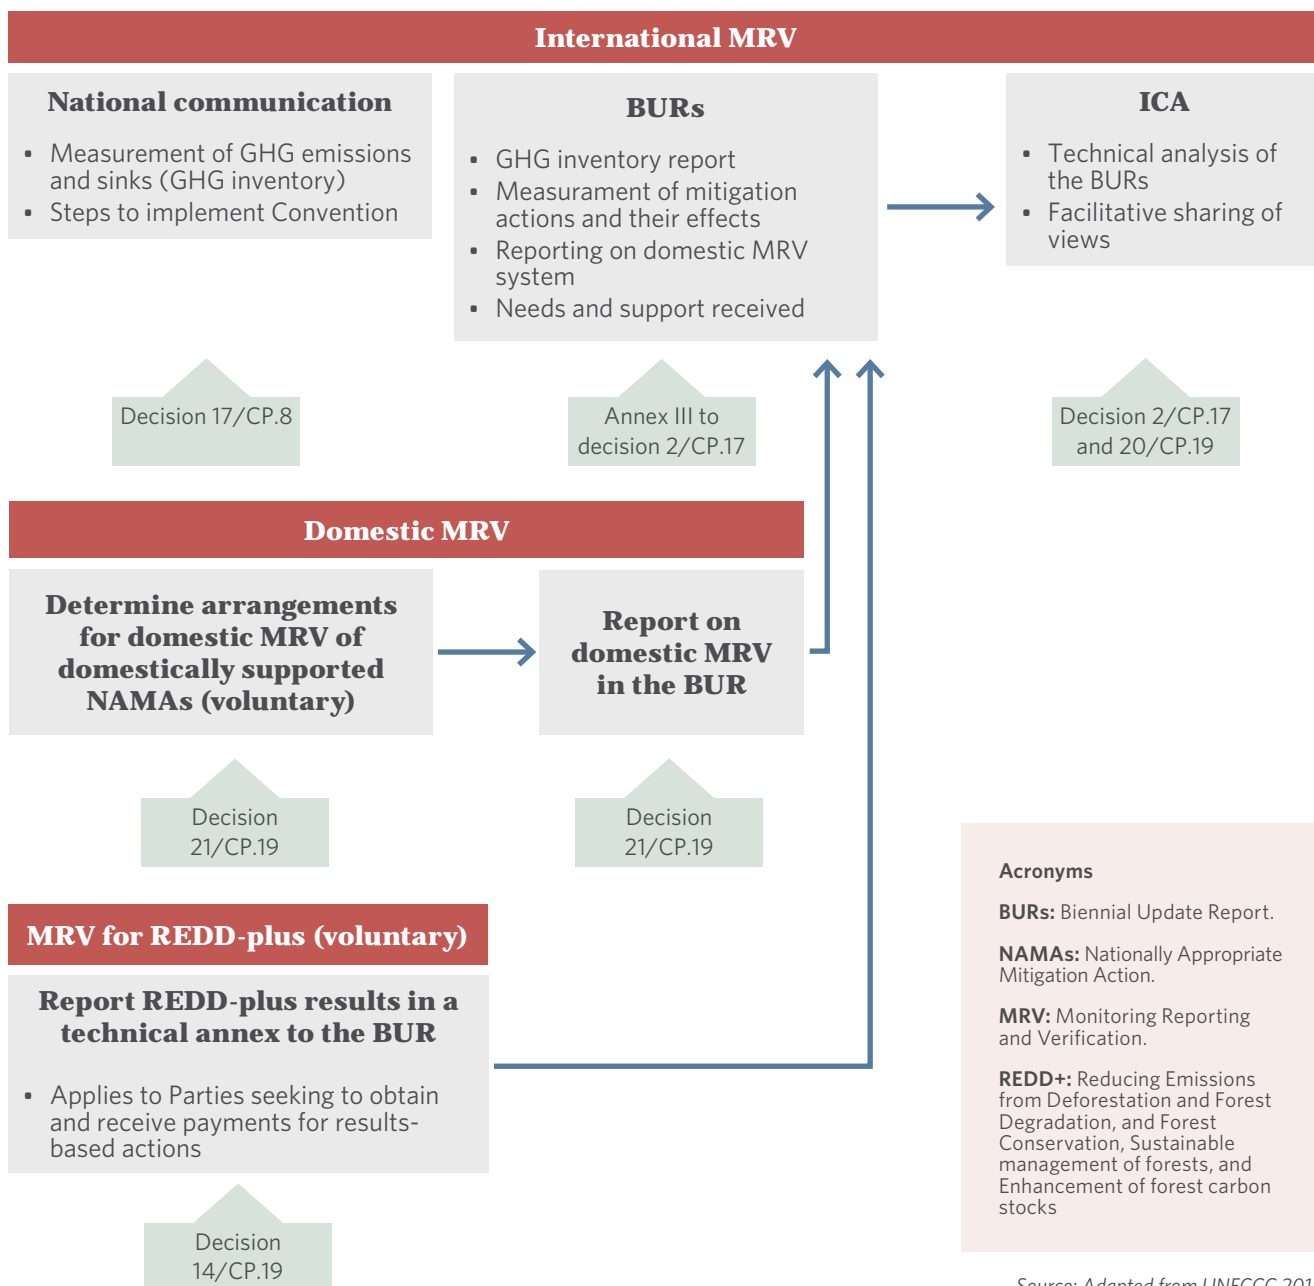 International MRV
National communication
• Measurement of GHG emissions
and sinks (GHG inventory)
• Steps to implement Convention
BURs
• GHG inventory report
• Measurament of mitigation
actions and their effects
• Reporting on domestic MRV
system
• Needs and support received
ICA
• Technical analysis of
the BURs
• Facilitative sharing of
views
Decision 17/CP.8
Annex III to
decision 2/CP.17
Decision 2/CP.17
and 20/CP.19
Domestic MRV
Determine arrangements
for domestic MRV of
domestically supported
NAMAs (voluntary)
Report on
domestic MRV
in the BUR
Decision
21/CP.19
Decision
21/CP.19
MRV for REDD-plus (voluntary)
Report REDD-plus results in a
technical annex to the BUR
• Applies to Parties seeking to obtain
and receive payments for results-
based actions
Decision
14/CP.19
Acronyms
BURs: Biennial Update Report.
NAMAs: Nationally Appropriate
Mitigation Action.
MRV: Monitoring Reporting
and Verification.
REDD+: Reducing Emissions
from Deforestation and Forest
Degradation, and Forest
Conservation, Sustainable
management of forests, and
Enhancement of forest carbon
stocks
Source: Adapted from UNFCCC